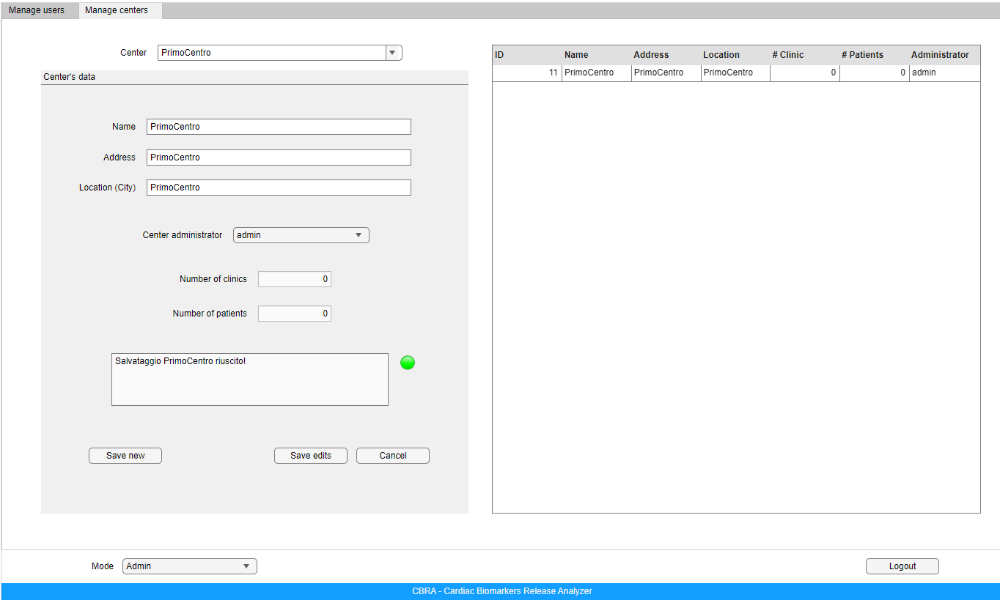 Manage users
Manage centers
Center
PrimoCentro
Center's data
Name
PrimoCentro
Address
PrimoCentro
Location (City)
PrimoCentro
Center administrator
admin
Number of clinics
0
Number of patients
0
Salvataggio PrimoCentro riuscito!
Save new
Save edits
Cancel
ID Name Address Location # Clinic # Patients Administrator
11 PrimoCentro PrimoCentro PrimoCentro 0 0 admin
Mode
Admin
Logout
CBRA - Cardiac Biomarkers Release Analyzer